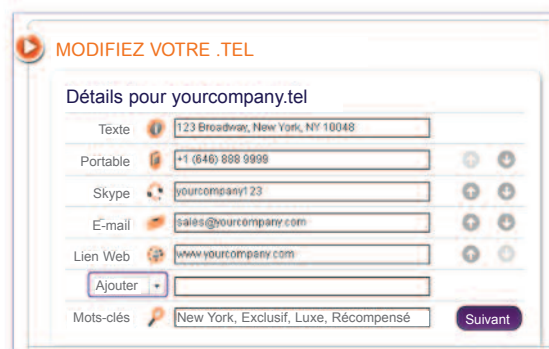 MODIFIEZ VOTRE .TEL
Détails pour yourcompany.tel
Texte 123 Broadway, New York, NY 10048
Portable +1 (646) 888 9999
Skype yourcompany123
E-mail sales@yourcompany.com
Lien Web www.yourcompany.com
Ajouter
Mots-clés New York, Exclusif, Luxe, Récompensé Suivant